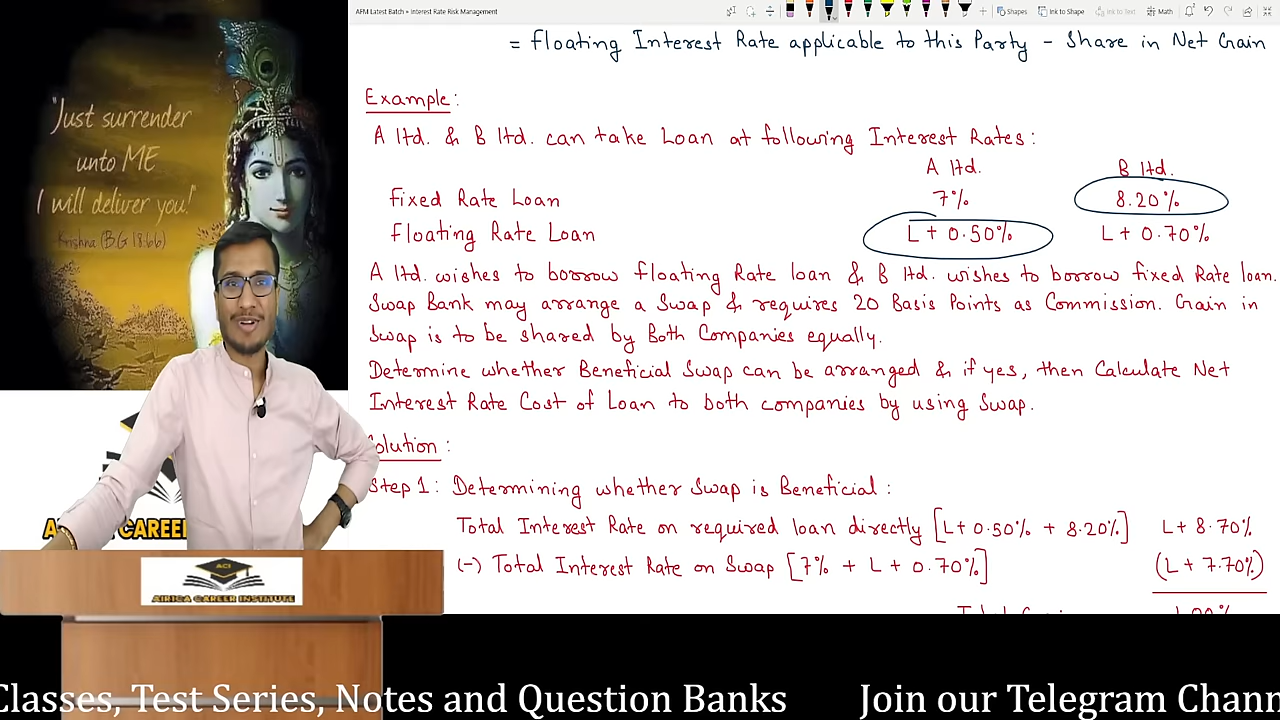 AFM Latest Batch » Interest Rate Risk Management
Shapes Ink to Shape Ink to Text Math
= Floating Interest Rate applicable to this Party - Share in Net Gain
"Just surrender
unto ME
I will deliver you!"
Krishna (B.G 18:66)
Example:
A ltd. & B ltd. can take Loan at following Interest Rates:
A ltd. B ltd.
Fixed Rate Loan 7% 8.20%
Floating Rate Loan L + 0.50% L + 0.70%
A ltd. wishes to borrow floating Rate loan & B ltd. wishes to borrow fixed Rate loan.
Swap Bank may arrange a Swap & requires 20 Basis Points as Commission. Gain in
Swap is to be shared by Both Companies equally.
Determine whether Beneficial Swap can be arranged & if yes, then Calculate Net
Interest Rate Cost of Loan to both companies by using Swap.
Solution:
Step 1: Determining whether Swap is Beneficial:
Total Interest Rate on required loan directly [L+0.50% + 8.20%] L+ 8.70%
(-) Total Interest Rate on Swap [7% + L + 0.70%] (L + 7.70%)
CAREER
ACI
AIRICA CAREER INSTITUTE
Classes, Test Series, Notes and Question Banks Join our Telegram